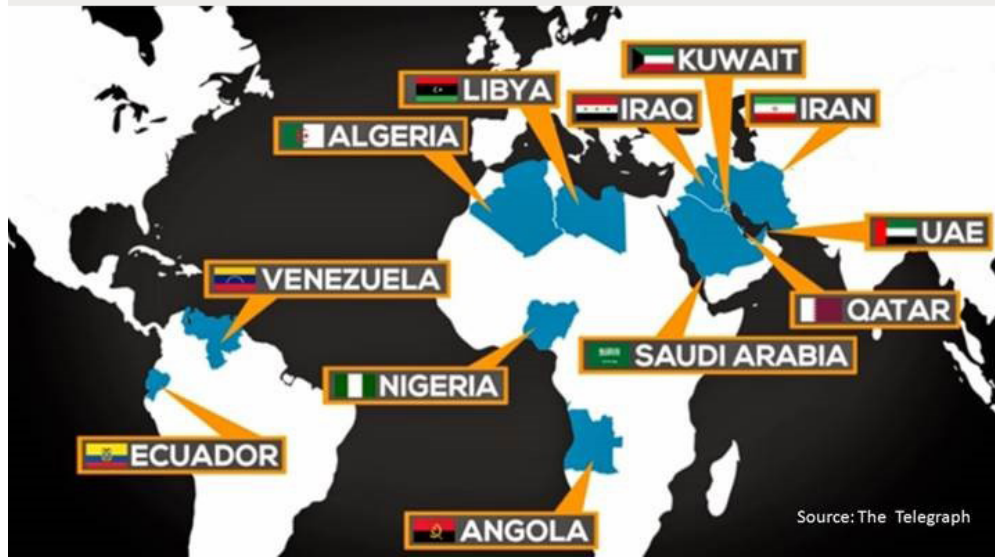 KUWAIT
LIBYA
IRAQ
IRAN
ALGERIA
UAE
VENEZUELA
QATAR
SAUDI ARABIA
NIGERIA
ECUADOR
Source: The Telegraph
ANGOLA